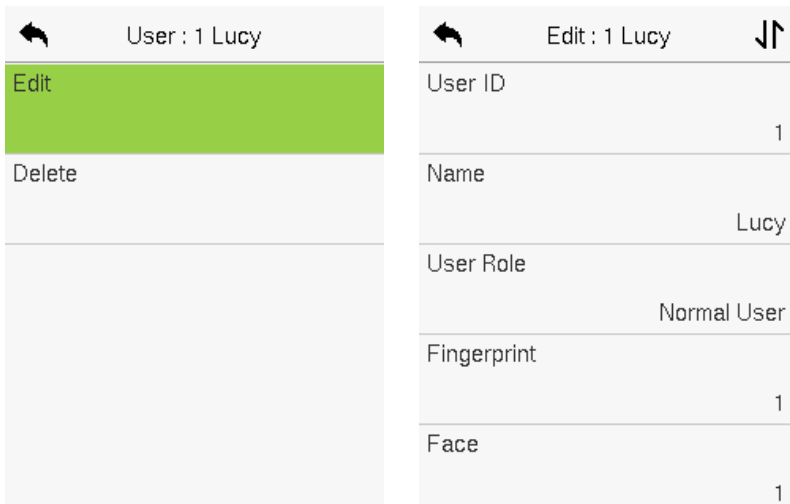 User : 1 Lucy
Edit
Delete
Edit : 1 Lucy
User ID
1
Name
Lucy
User Role
Normal User
Fingerprint
1
Face
1